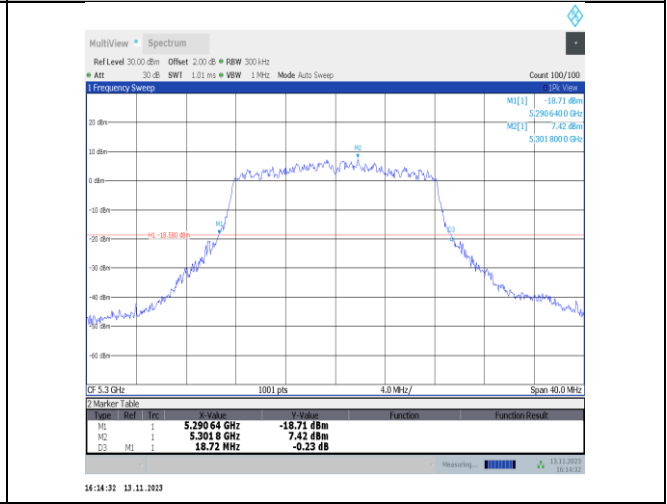 MultiView Spectrum
Ref Level 30.00 dBm Offset 2.00 dB RBW 300 kHz
Att 30 dB SWT 1.01 ms VBW 1 MHz Mode Auto Sweep Count 100/100
1 Frequency Sweep 1Pk View
M1[1] -18.71 dBm
5.290640 0 GHz
M2[1] 7.42 dBm
5.301800 0 GHz
20 dBm
M2
10 dBm
0 dBm
-10 dBm
M1
D3
-20 dBm H1 -18.580 dBm
-30 dBm
-40 dBm
-50 dBm
-60 dBm
CF 5.3 GHz 1001 pts 4.0 MHz/ Span 40.0 MHz
2 Marker Table
Type Ref Trc X-Value Y-Value Function Function Result
M1 1 5.290 64 GHz -18.71 dBm
M2 1 5.301 8 GHz 7.42 dBm
D3 M1 1 18.72 MHz -0.23 dB
Measuring... 13.11.2023
16:14:32
16:14:32 13.11.2023